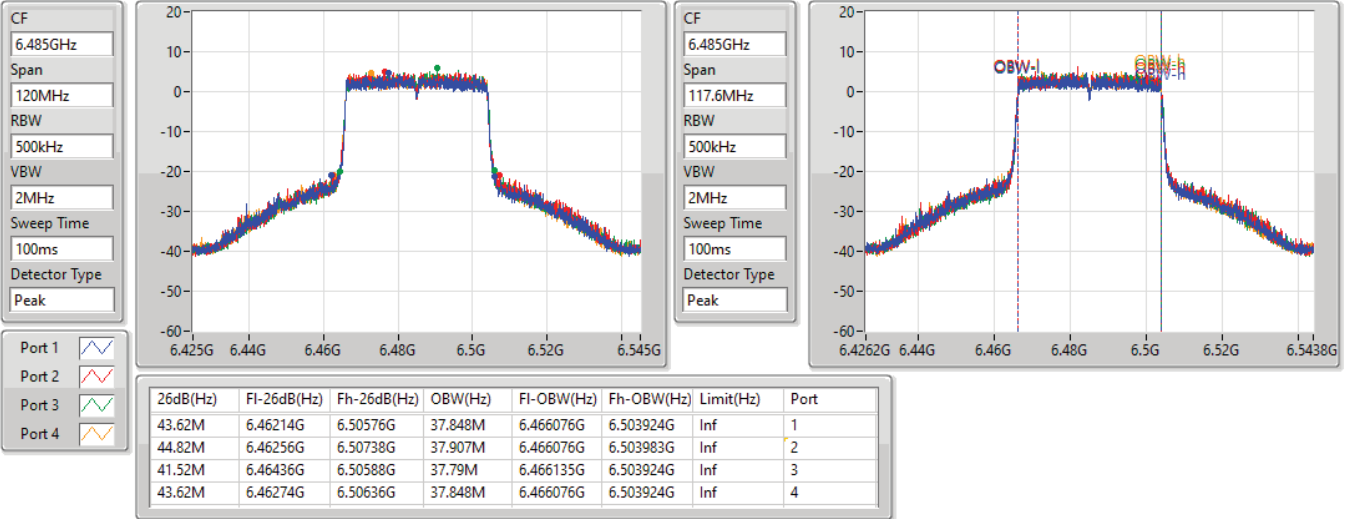 CF
6.485GHz
Span
120MHz
RBW
500kHz
VBW
2MHz
Sweep Time
100ms
Detector Type
Peak
Port 1
Port 2
Port 3
Port 4
20
10
0
-10
-20
-30
-40
-50
-60
6.425G 6.44G 6.46G 6.48G 6.5G 6.52G 6.545G
CF
6.485GHz
Span
117.6MHz
RBW
500kHz
VBW
2MHz
Sweep Time
100ms
Detector Type
Peak
20
10
0
-10
-20
-30
-40
-50
-60
OBW-l OBW-h
6.4262G 6.44G 6.46G 6.48G 6.5G 6.52G 6.5438G
26dB(Hz) Fl-26dB(Hz) Fh-26dB(Hz) OBW(Hz) Fl-OBW(Hz) Fh-OBW(Hz) Limit(Hz) Port
43.62M 6.46214G 6.50576G 37.848M 6.466076G 6.503924G Inf 1
44.82M 6.46256G 6.50738G 37.907M 6.466076G 6.503983G Inf 2
41.52M 6.46436G 6.50588G 37.79M 6.466135G 6.503924G Inf 3
43.62M 6.46274G 6.50636G 37.848M 6.466076G 6.503924G Inf 4